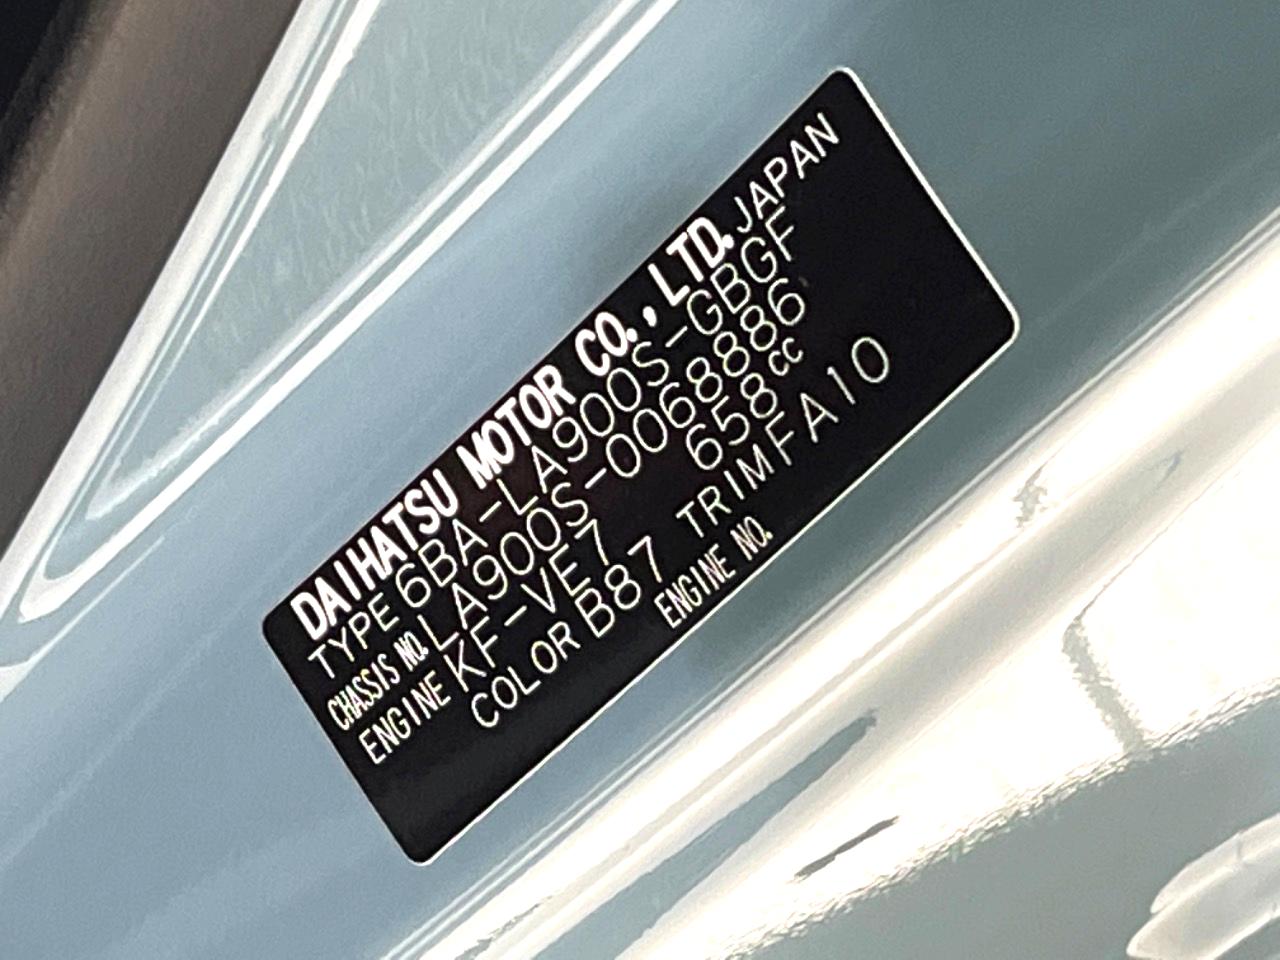 DAIHATSU MOTOR CO., LTD. JAPAN
TYPE 6BA-LA900S-GBGF
CHASSIS NO. LA900S-0068886
ENGINE KF-VE7 658cc
COLOR B87 TRIM FA10
ENGINE NO.